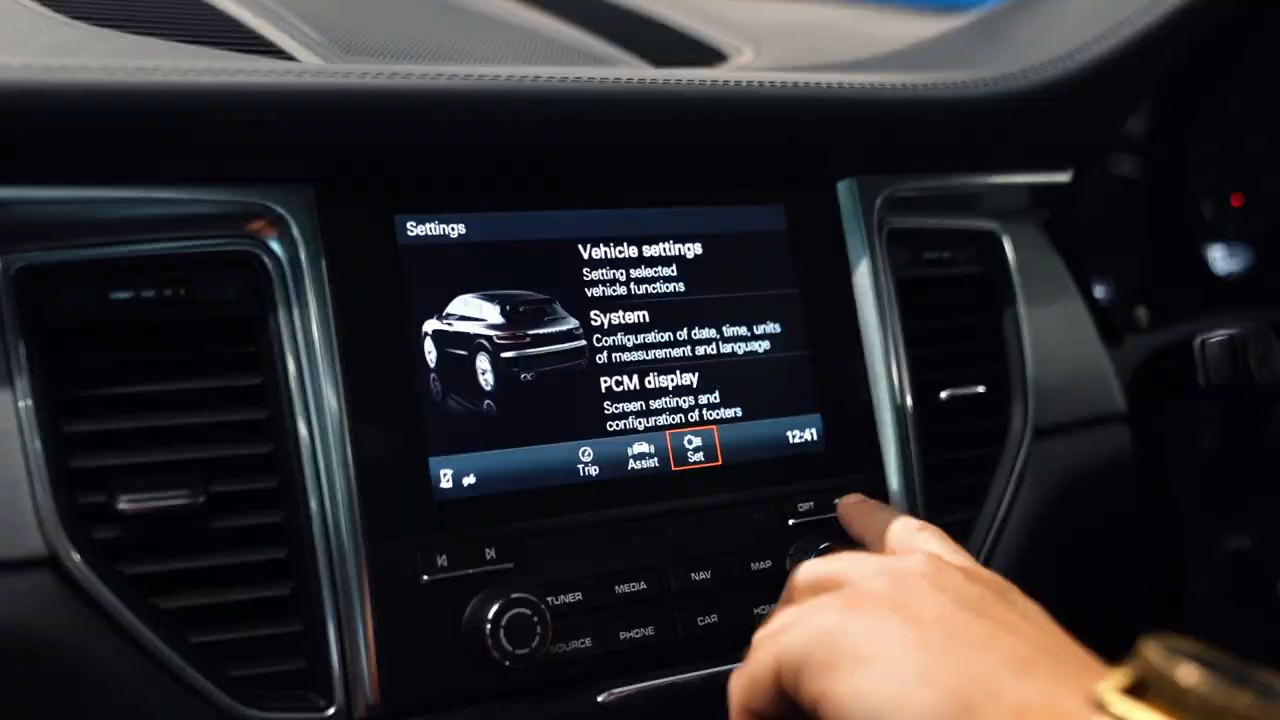 Settings
Vehicle settings
Setting selected
vehicle functions
System
Configuration of date, time, units
of measurement and language
PCM display
Screen settings and
configuration of footers
Trip
Assist
Set
12:41
OPT
TUNER
MEDIA
NAV
MAP
SOURCE
PHONE
CAR